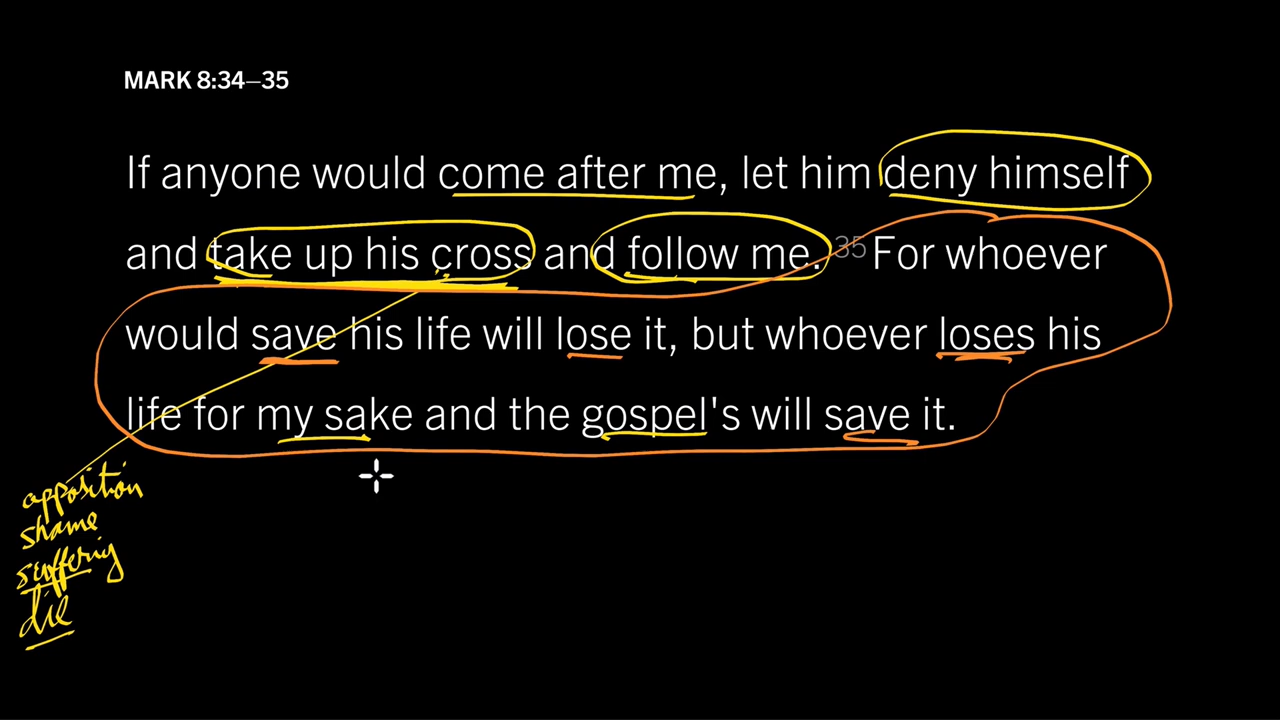 MARK 8:34–35
If anyone would come after me, let him deny himself
and take up his cross and follow me. 35 For whoever
would save his life will lose it, but whoever loses his
life for my sake and the gospel's will save it.
opposition
shame
suffering
die